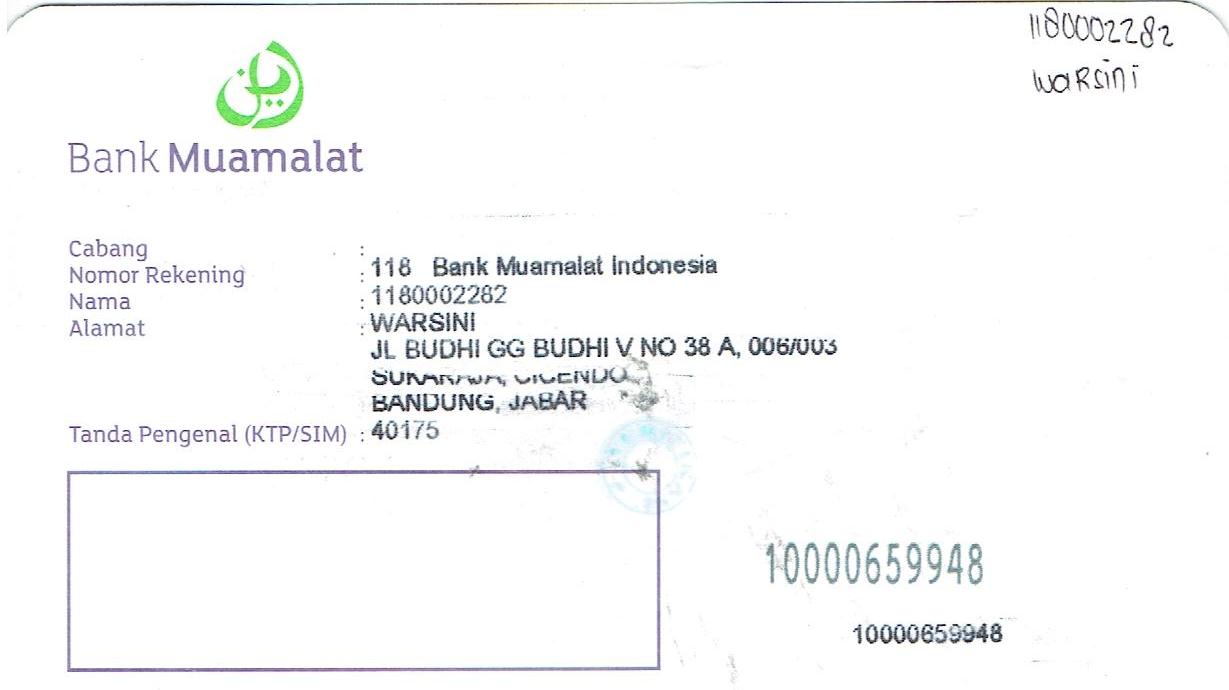 1180002282
Warsini
Bank Muamalat
Cabang : 118 Bank Muamalat Indonesia
Nomor Rekening : 1180002282
Nama : WARSINI
Alamat : JL BUDHI GG BUDHI V NO 38 A, 006/003
SUKARAJA, CICENDO
BANDUNG, JABAR
Tanda Pengenal (KTP/SIM) : 40175
10000659948
10000659948